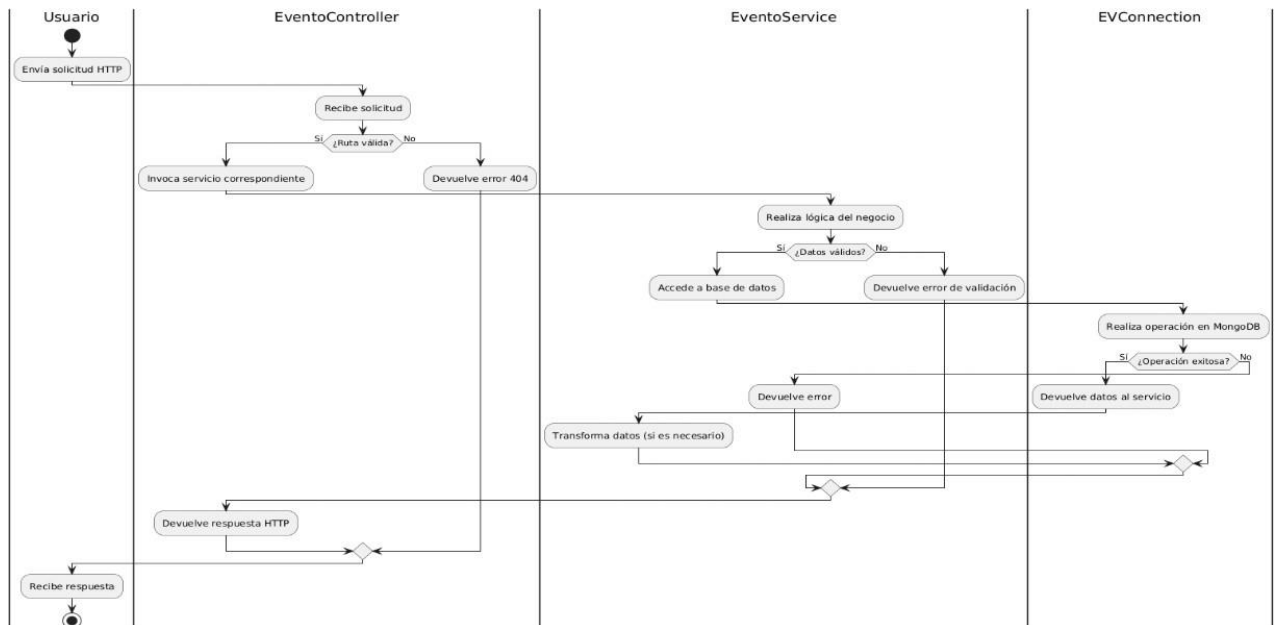 Usuario
EventoController
EventoService
EVConnection
Envía solicitud HTTP
Recibe solicitud
Sí
¿Ruta válida?
No
Invoca servicio correspondiente
Devuelve error 404
Realiza lógica del negocio
Sí
¿Datos válidos?
No
Accede a base de datos
Devuelve error de validación
Realiza operación en MongoDB
Sí
¿Operación exitosa?
No
Devuelve error
Devuelve datos al servicio
Transforma datos (si es necesario)
Devuelve respuesta HTTP
Recibe respuesta